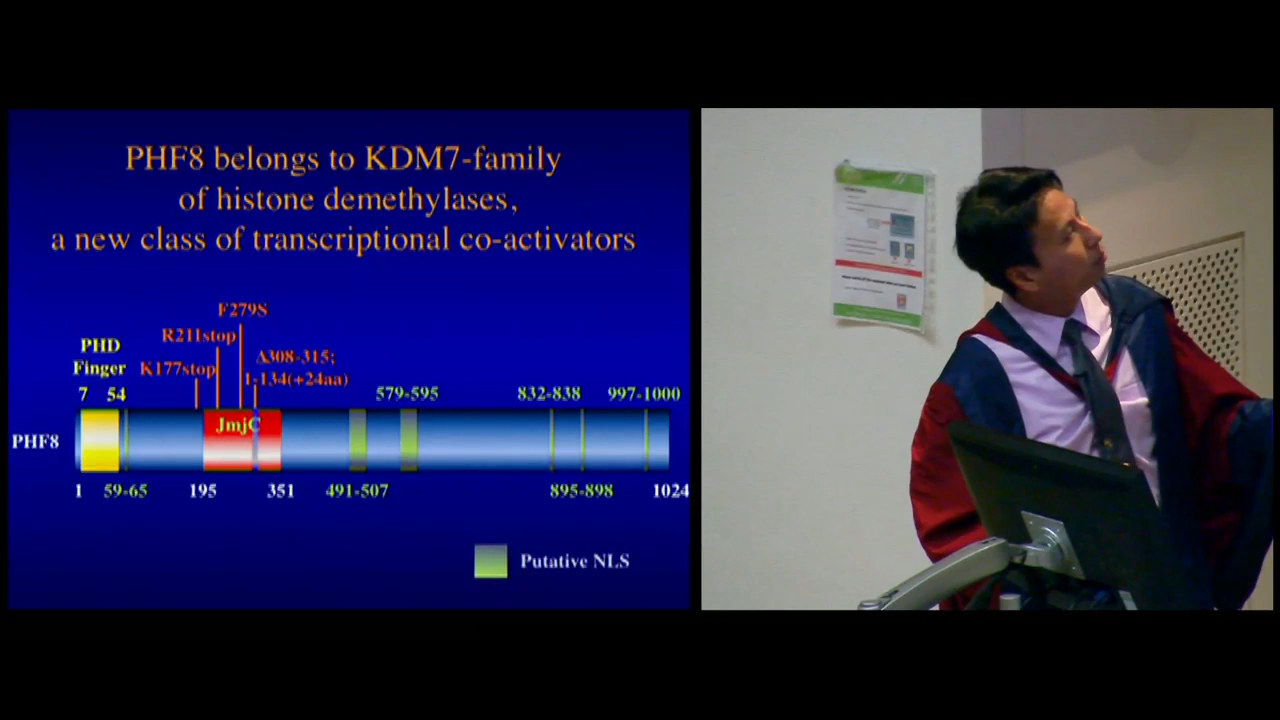 PHF8 belongs to KDM7-family
of histone demethylases,
a new class of transcriptional co-activators
F279S
R211stop
K177stop
Δ308-315;
1-134(+24aa)
PHD
Finger
7 54
579-595 832-838 997-1000
JmjC
PHF8
1 59-65 195 351 491-507 895-898 1024
Putative NLS